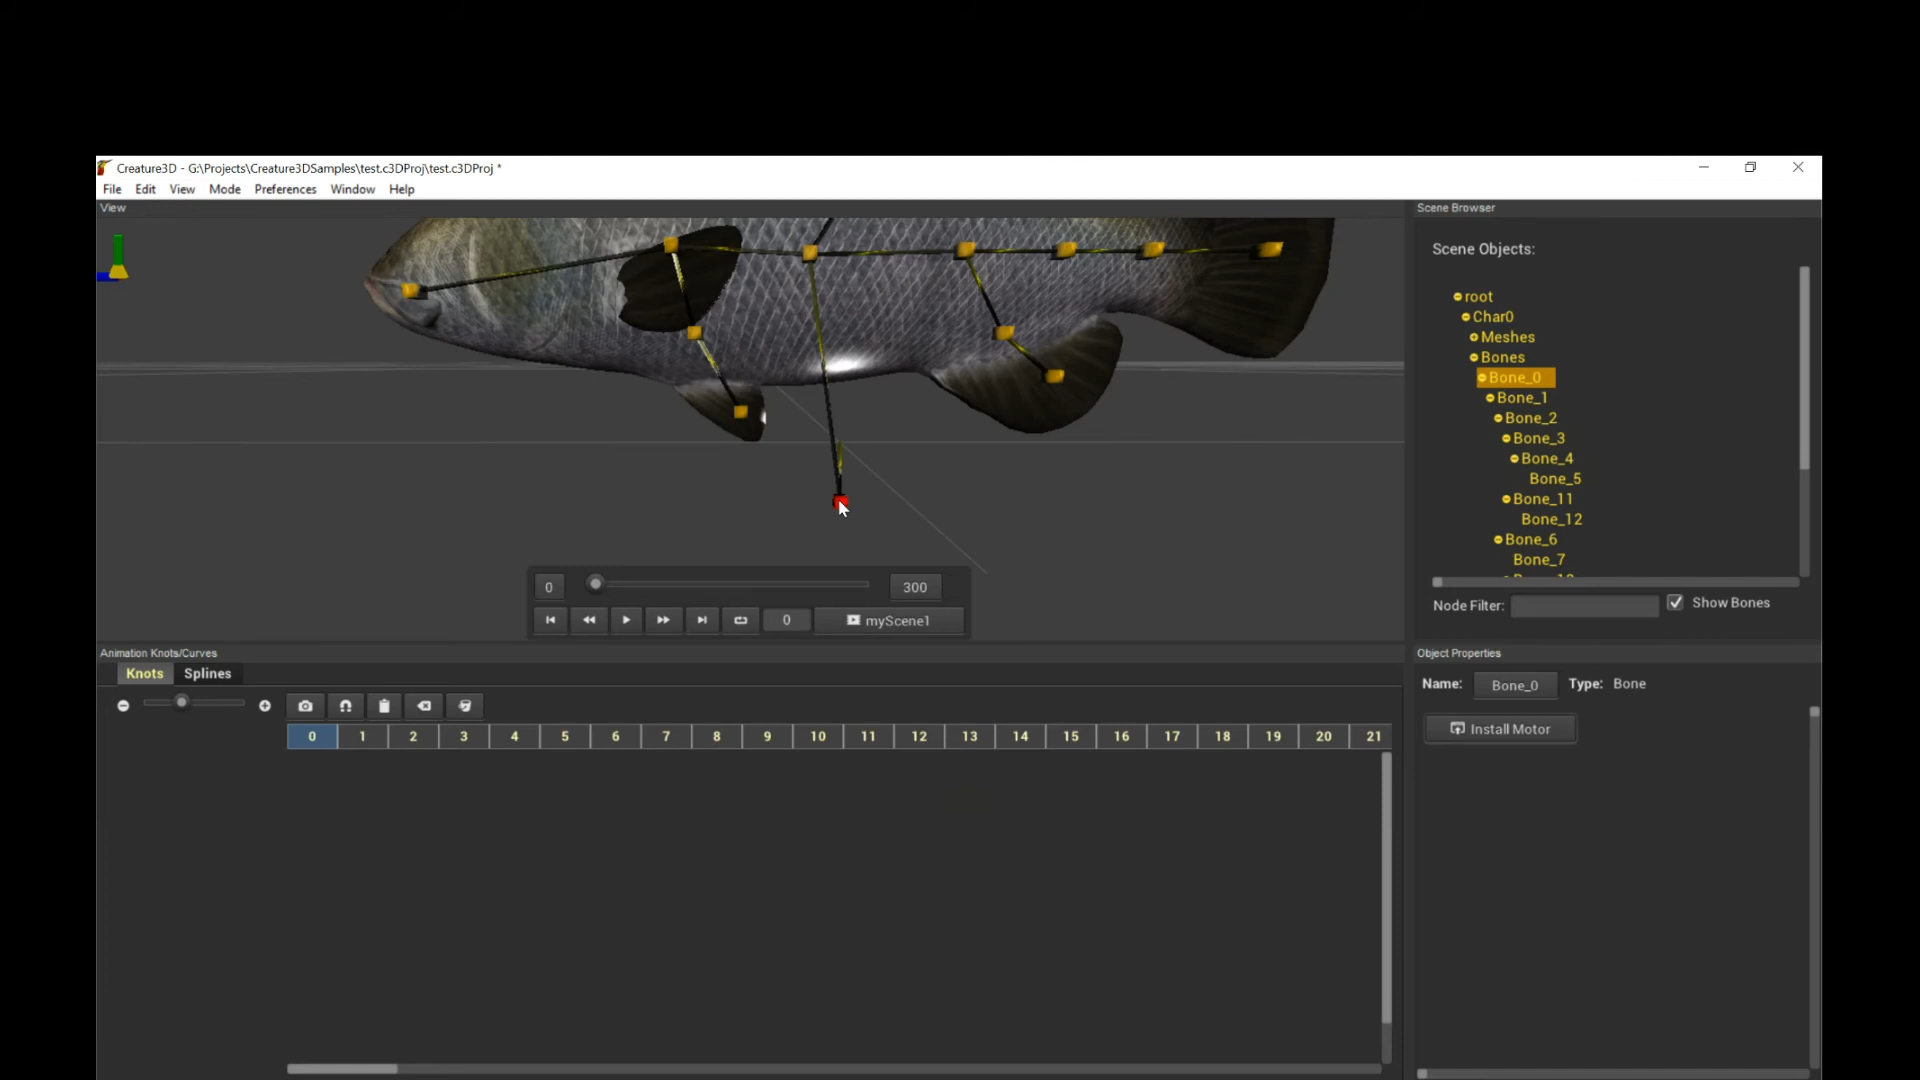 Creature3D - G:\Projects\Creature3DSamples\test.c3DProj\test.c3DProj *
File Edit View Mode Preferences Window Help
View
Scene Browser
Scene Objects:
root
Char0
Meshes
Bones
Bone_0
Bone_1
Bone_2
Bone_3
Bone_4
Bone_5
Bone_11
Bone_12
Bone_6
Bone_7
Node Filter: Show Bones
0 300
0 myScene1
Animation Knots/Curves
Knots Splines
0 1 2 3 4 5 6 7 8 9 10 11 12 13 14 15 16 17 18 19 20 21
Object Properties
Name: Bone_0 Type: Bone
Install Motor